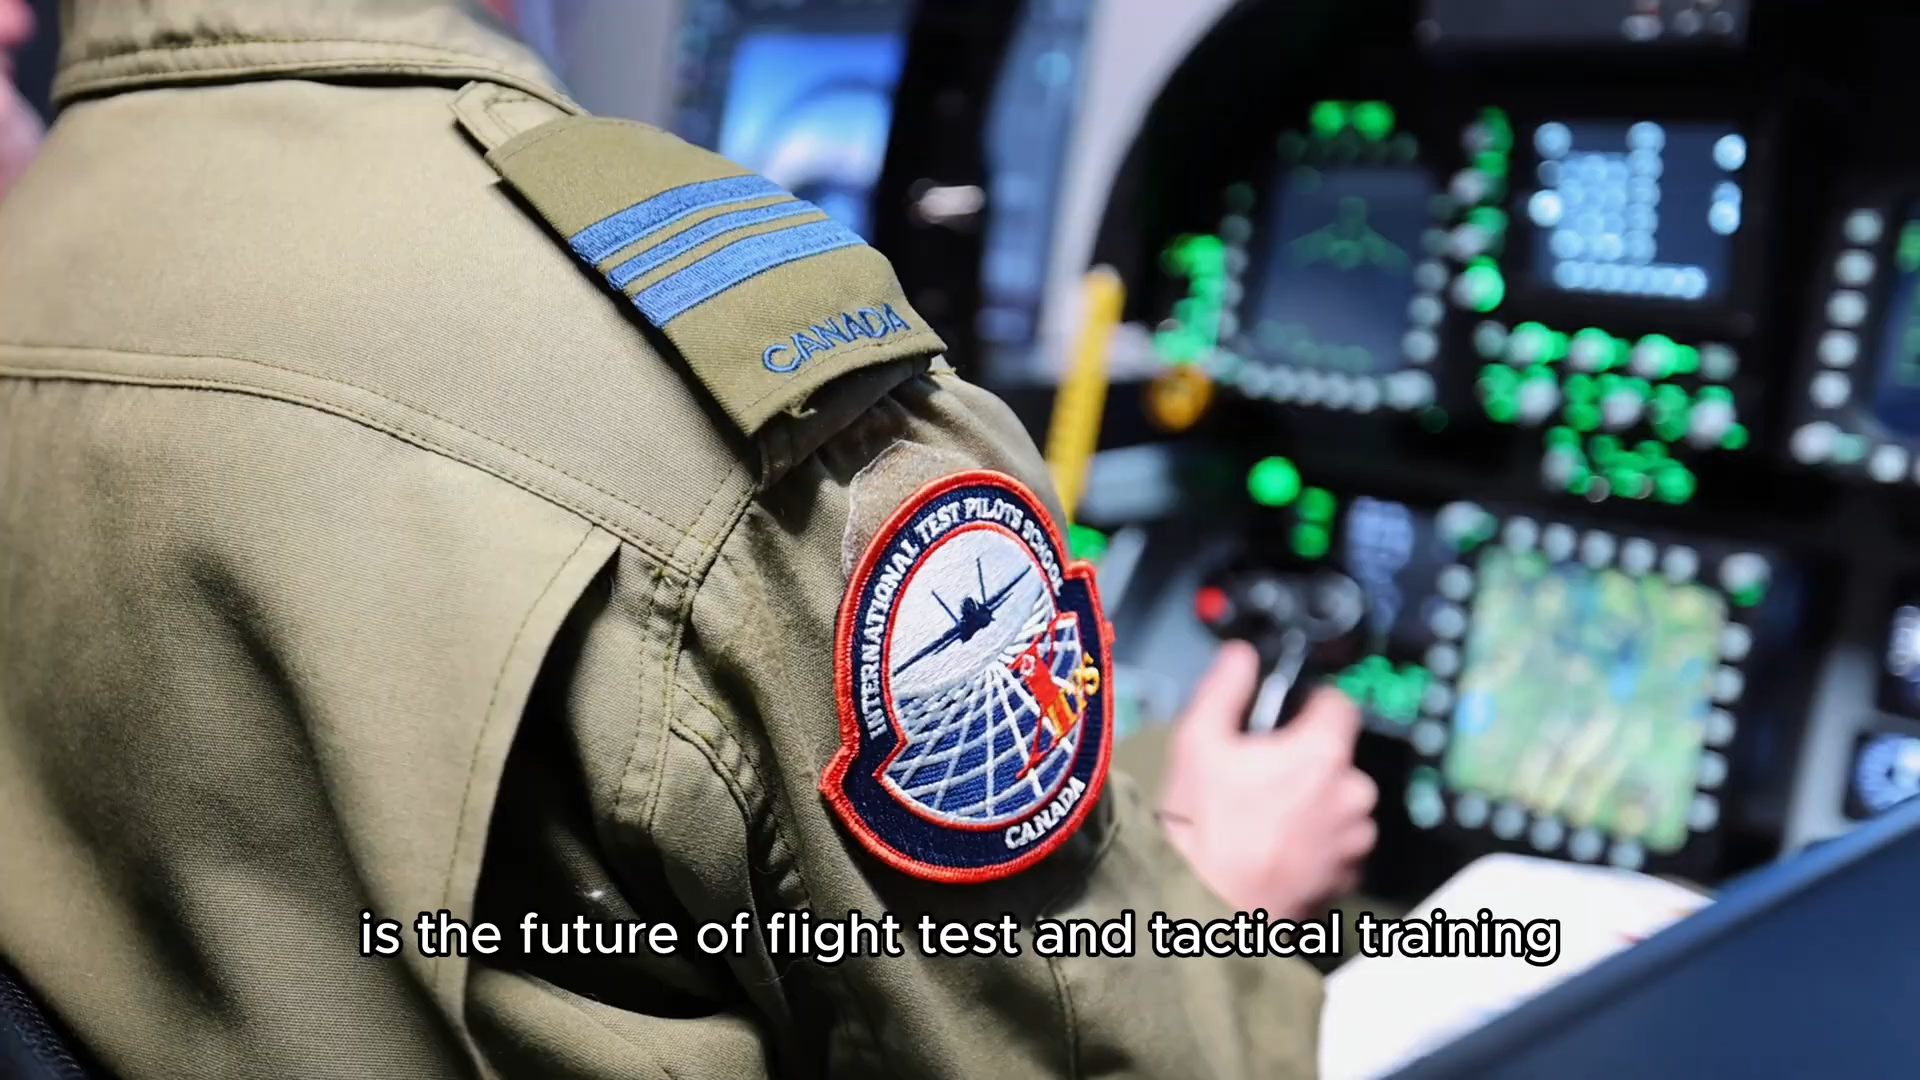 CANADA
INTERNATIONAL TEST PILOTS SCHOOL
CANADA
is the future of flight test and tactical training